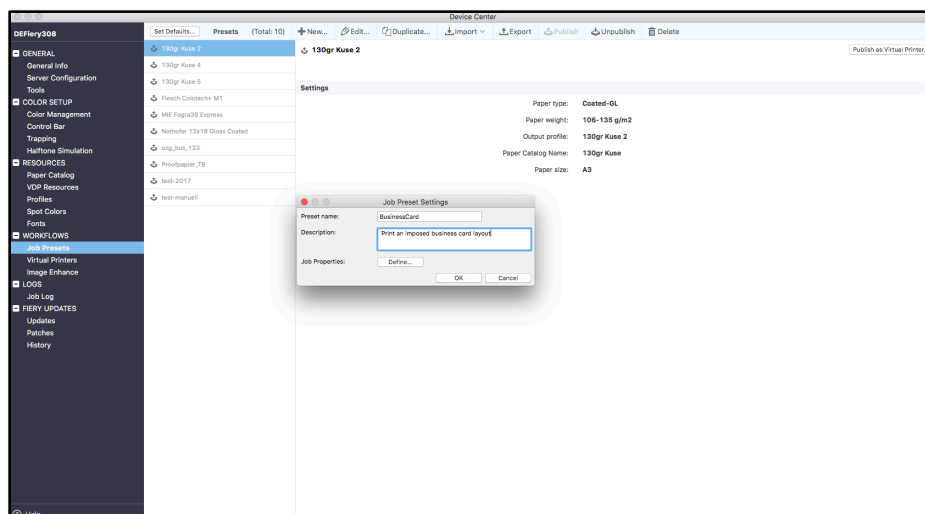 Device Center
DEFiery308
Set Defaults... Presets (Total: 10) New... Edit... Duplicate... Import Export Publish Unpublish Delete
GENERAL
General Info
Server Configuration
Tools
COLOR SETUP
Color Management
Control Bar
Trapping
Halftone Simulation
RESOURCES
Paper Catalog
VDP Resources
Profiles
Spot Colors
Fonts
WORKFLOWS
Job Presets
Virtual Printers
Image Enhance
LOGS
Job Log
FIERY UPDATES
Updates
Patches
History
130gr Kuse 2
130gr Kuse 4
130gr Kuse 5
Flesch Colotech+ M1
MIE Fogra39 Express
Nothofer 12x18 Gloss Coated
ozg_bus_123
Proofpapier_TB
test-2017
test-manuell
130gr Kuse 2
Publish as Virtual Printer.
Settings
Paper type: Coated-GL
Paper weight: 106-135 g/m2
Output profile: 130gr Kuse 2
Paper Catalog Name: 130gr Kuse
Paper size: A3
Job Preset Settings
Preset name: BusinessCard
Description: Print an imposed business card layout
Job Properties: Define...
OK Cancel